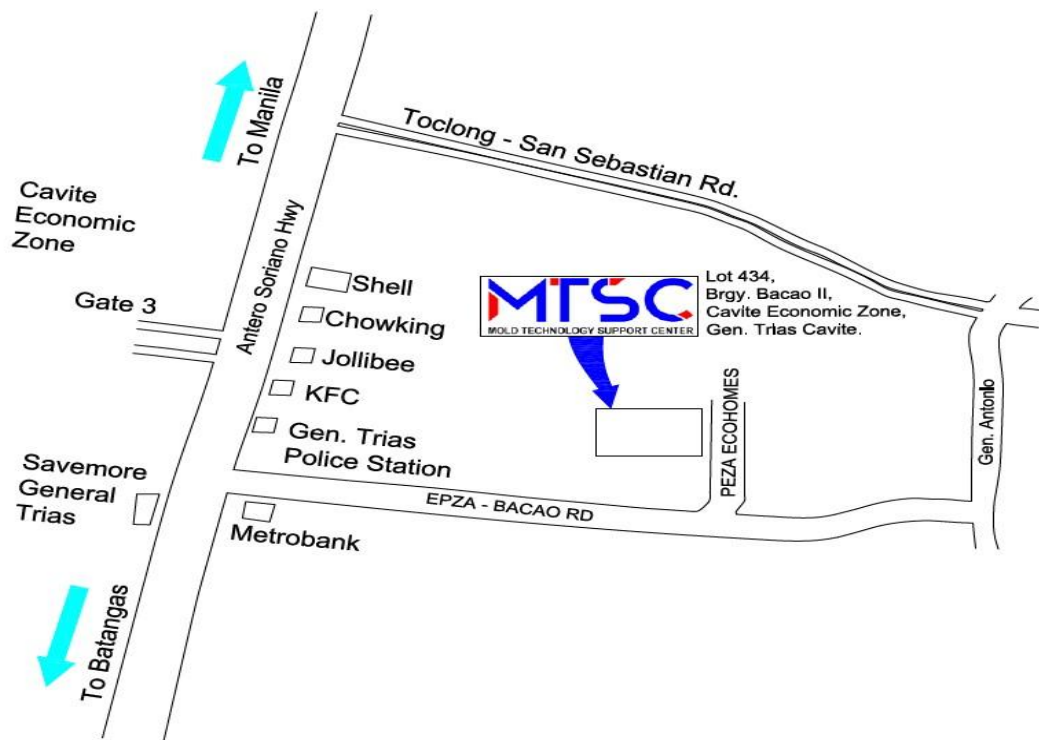 To Manila
Toclong - San Sebastian Rd.
Cavite
Economic
Zone
Antero Soriano Hwy
Gate 3
Shell
Chowking
Jollibee
KFC
Gen. Trias
Police Station
MTSC
MOLD TECHNOLOGY SUPPORT CENTER
Lot 434,
Brgy. Bacao II,
Cavite Economic Zone,
Gen. Trias Cavite.
PEZA ECOHOMES
Gen. Antonio
Savemore
General
Trias
EPZA - BACAO RD
Metrobank
To Batangas